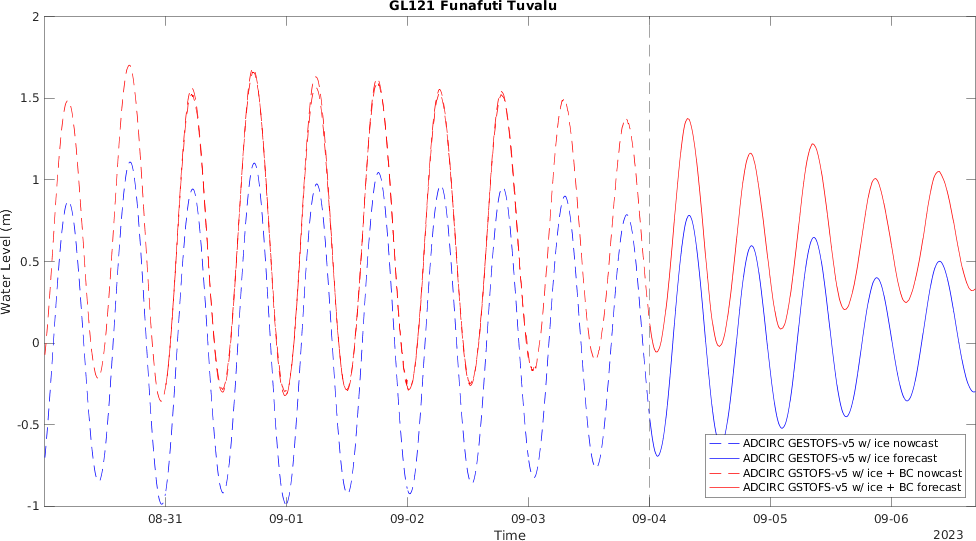 GL121 Funafuti Tuvalu
2
1.5
1
0.5
0
-0.5
-1
Water Level (m)
ADCIRC GESTOFS-v5 w/ ice nowcast
ADCIRC GESTOFS-v5 w/ ice forecast
ADCIRC GSTOFS-v5 w/ ice + BC nowcast
ADCIRC GSTOFS-v5 w/ ice + BC forecast
08-31 09-01 09-02 09-03 09-04 09-05 09-06
Time
2023